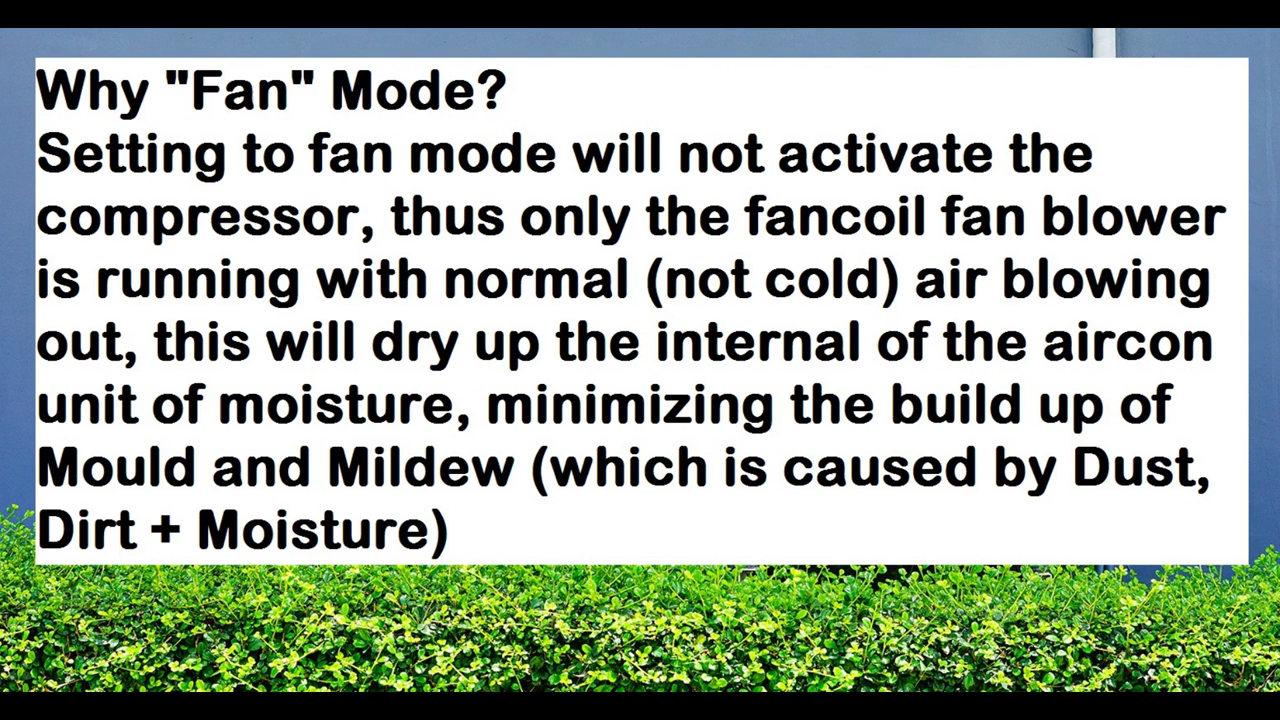 Why "Fan" Mode?
Setting to fan mode will not activate the
compressor, thus only the fancoil fan blower
is running with normal (not cold) air blowing
out, this will dry up the internal of the aircon
unit of moisture, minimizing the build up of
Mould and Mildew (which is caused by Dust,
Dirt + Moisture)